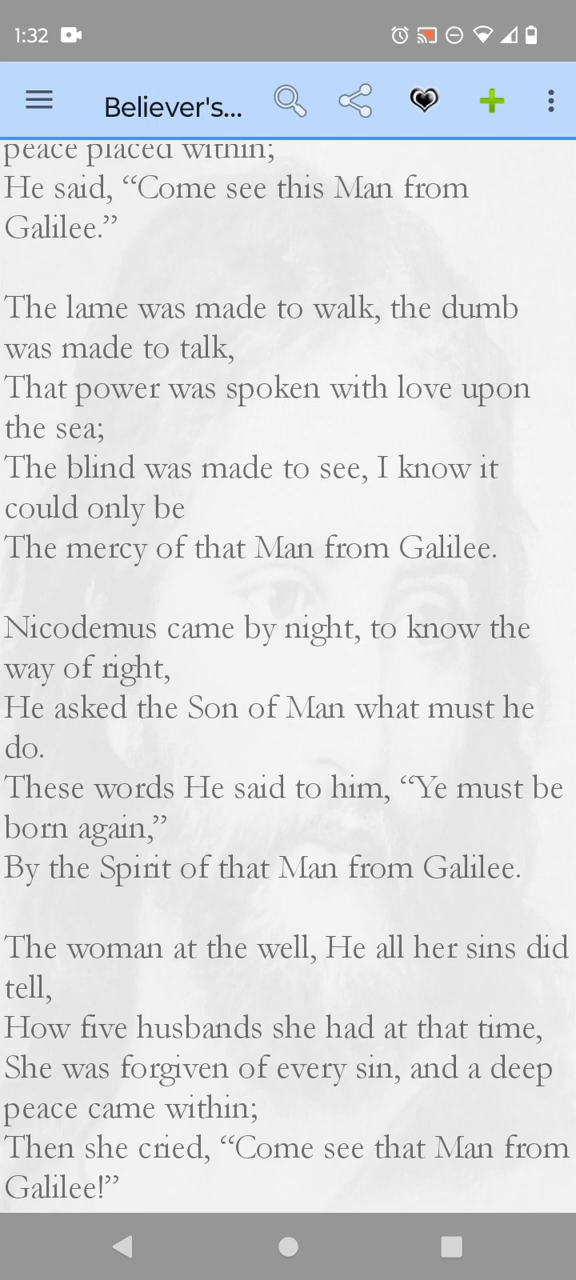 1:32
Believer's...
peace placed within;
He said, “Come see this Man from
Galilee.”
The lame was made to walk, the dumb
was made to talk,
That power was spoken with love upon
the sea;
The blind was made to see, I know it
could only be
The mercy of that Man from Galilee.
Nicodemus came by night, to know the
way of right,
He asked the Son of Man what must he
do.
These words He said to him, “Ye must be
born again,”
By the Spirit of that Man from Galilee.
The woman at the well, He all her sins did
tell,
How five husbands she had at that time,
She was forgiven of every sin, and a deep
peace came within;
Then she cried, “Come see that Man from
Galilee!”